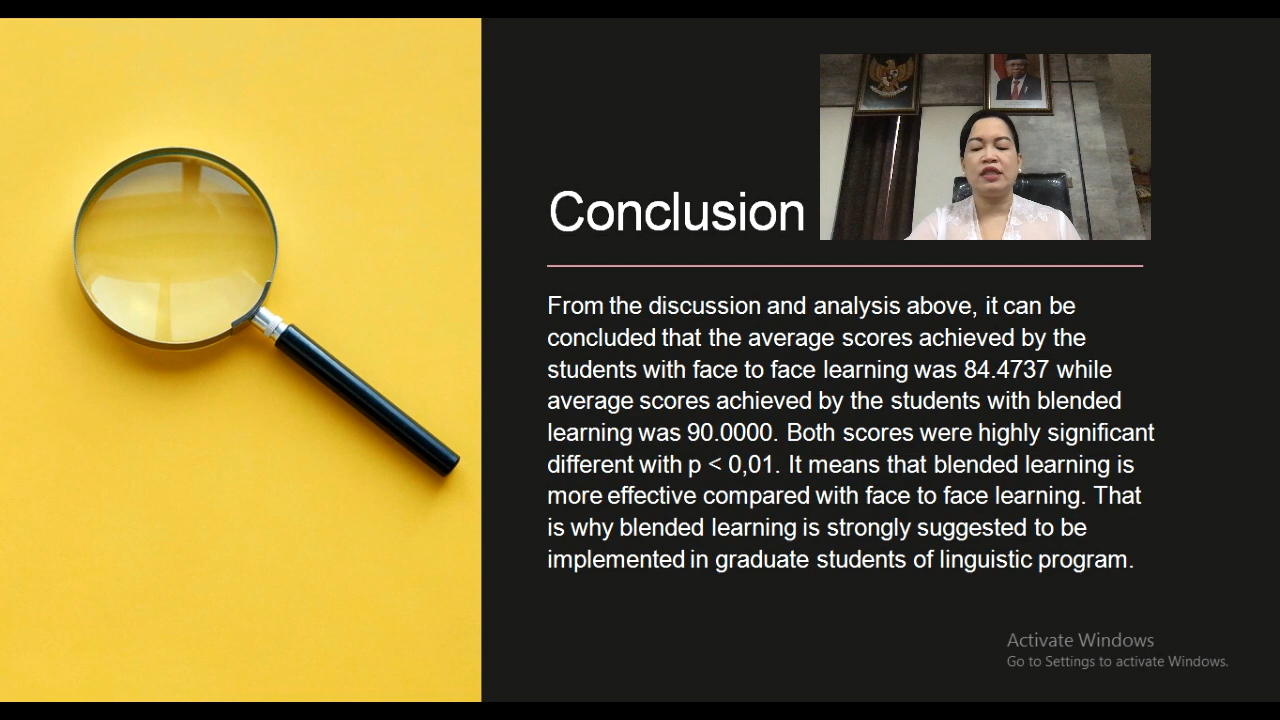 Conclusion
From the discussion and analysis above, it can be
concluded that the average scores achieved by the
students with face to face learning was 84.4737 while
average scores achieved by the students with blended
learning was 90.0000. Both scores were highly significant
different with p < 0,01. It means that blended learning is
more effective compared with face to face learning. That
is why blended learning is strongly suggested to be
implemented in graduate students of linguistic program.
Activate Windows
Go to Settings to activate Windows.